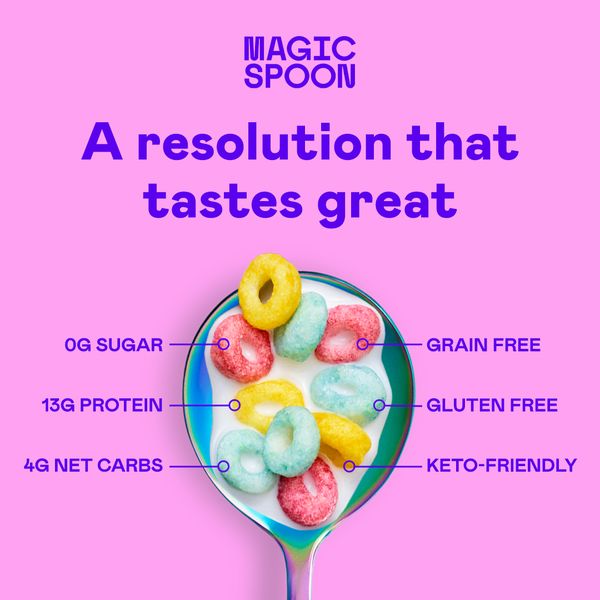 MAGIC
SPOON
A resolution that
tastes great
0G SUGAR
GRAIN FREE
13G PROTEIN
GLUTEN FREE
4G NET CARBS
KETO-FRIENDLY